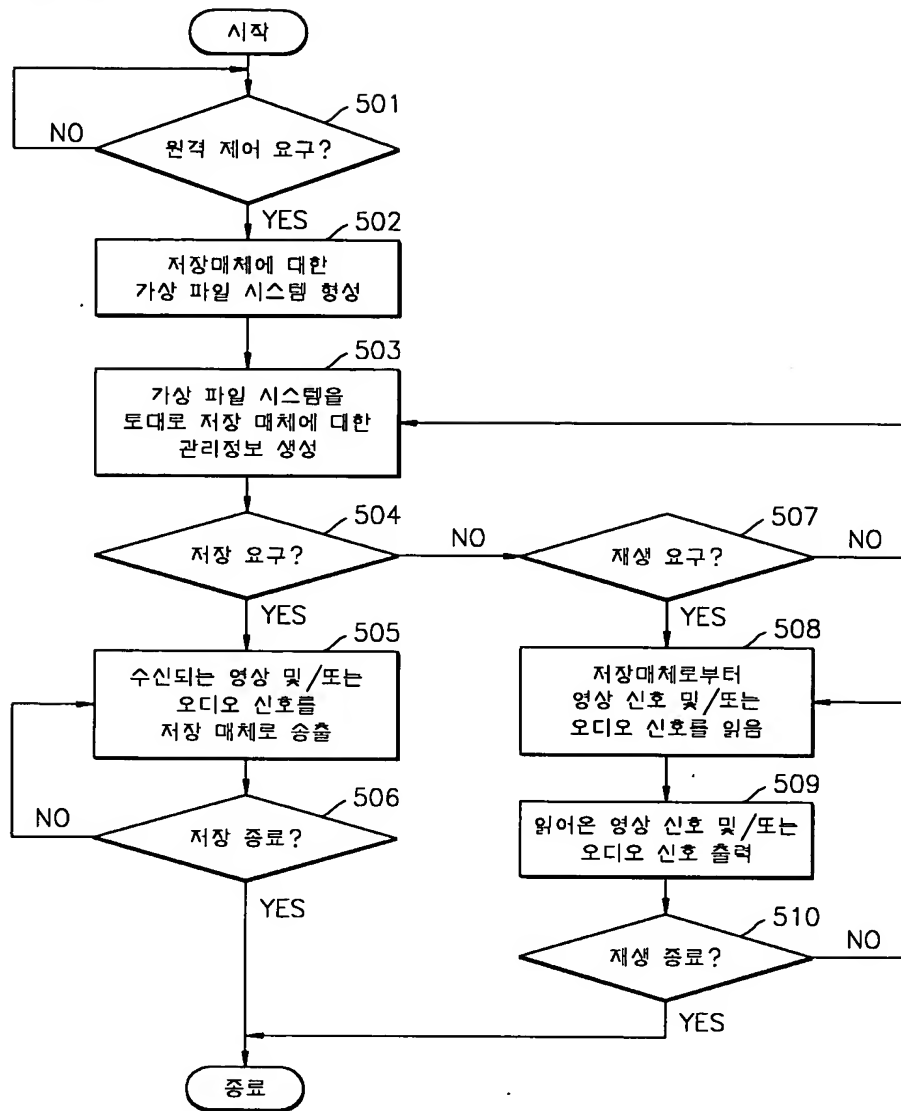 시작
501
원격 제어 요구?
NO
YES
502
저장매체에 대한
가상 파일 시스템 형성
503
가상 파일 시스템을
토대로 저장 매체에 대한
관리정보 생성
504
저장 요구?
NO
YES
505
수신되는 영상 및/또는
오디오 신호를
저장 매체로 송출
506
저장 종료?
NO
YES
507
재생 요구?
NO
YES
508
저장매체로부터
영상 신호 및/또는
오디오 신호를 읽음
509
읽어온 영상 신호 및/또는
오디오 신호 출력
510
재생 종료?
NO
YES
종료